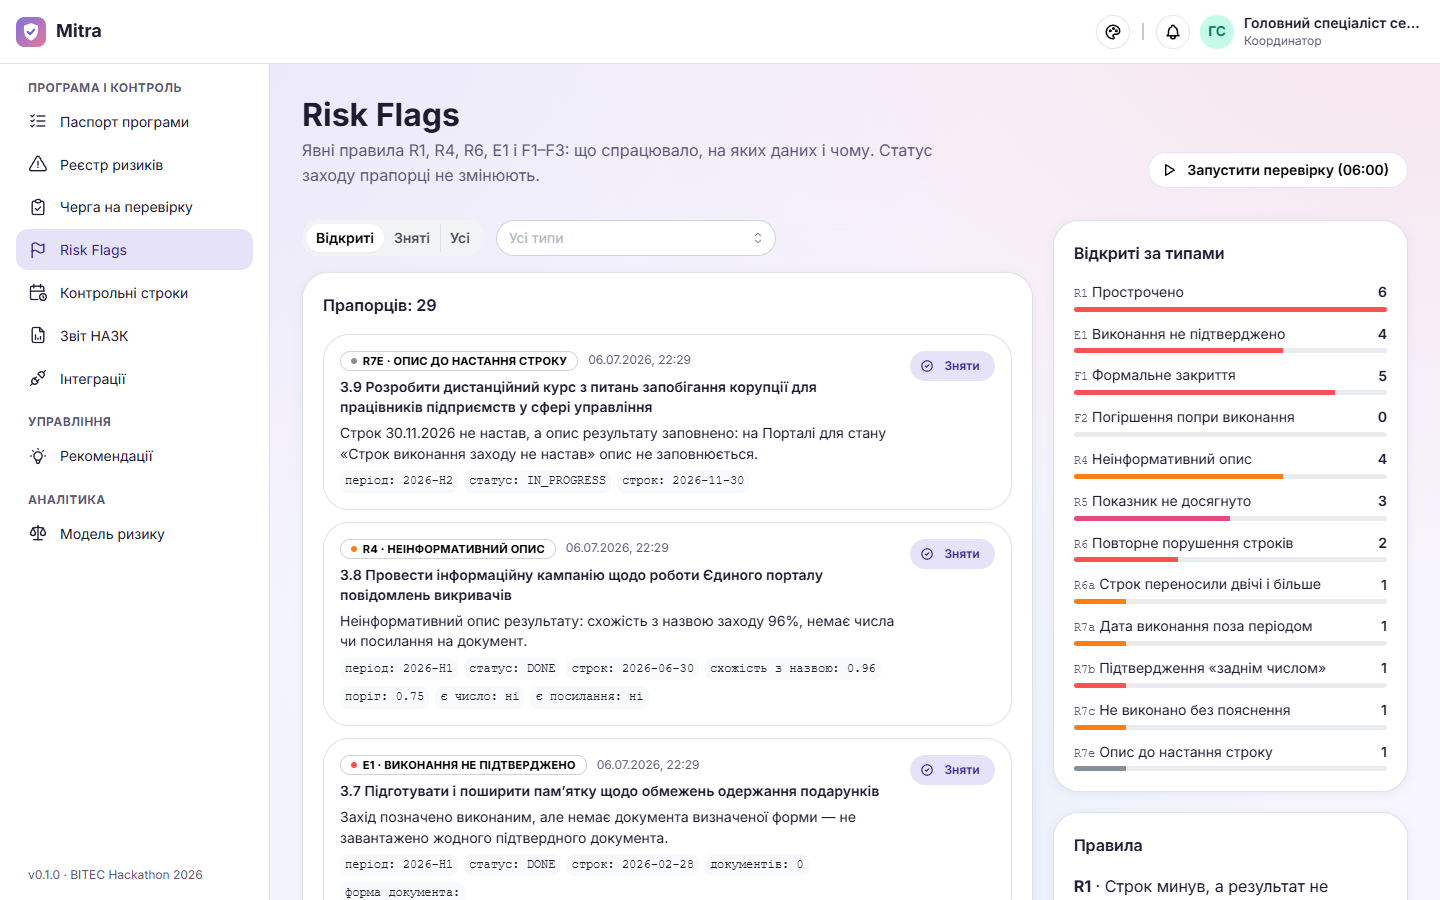 Mitra
ГС
Головний спеціаліст се...
Координатор
ПРОГРАМА І КОНТРОЛЬ
Паспорт програми
Реєстр ризиків
Черга на перевірку
Risk Flags
Контрольні строки
Звіт НАЗК
Інтеграції
УПРАВЛІННЯ
Рекомендації
АНАЛІТИКА
Модель ризику
v0.1.0 · BITEC Hackathon 2026
Risk Flags
Явні правила R1, R4, R6, E1 і F1–F3: що спрацювало, на яких даних і чому. Статус
заходу прапорці не змінюють.
Запустити перевірку (06:00)
Відкриті Зняті Усі
Усі типи
Прапорців: 29
R7E · ОПИС ДО НАСТАННЯ СТРОКУ 06.07.2026, 22:29
Зняти
3.9 Розробити дистанційний курс з питань запобігання корупції для
працівників підприємств у сфері управління
Строк 30.11.2026 не настав, а опис результату заповнено: на Порталі для стану
«Строк виконання заходу не настав» опис не заповнюється.
період: 2026-H2 статус: IN_PROGRESS строк: 2026-11-30
R4 · НЕІНФОРМАТИВНИЙ ОПИС 06.07.2026, 22:29
Зняти
3.8 Провести інформаційну кампанію щодо роботи Єдиного порталу
повідомлень викривачів
Неінформативний опис результату: схожість з назвою заходу 96%, немає числа
чи посилання на документ.
період: 2026-H1 статус: DONE строк: 2026-06-30 схожість з назвою: 0.96
поріг: 0.75 є число: ні є посилання: ні
E1 · ВИКОНАННЯ НЕ ПІДТВЕРДЖЕНО 06.07.2026, 22:29
Зняти
3.7 Підготувати і поширити пам’ятку щодо обмежень одержання подарунків
Захід позначено виконаним, але немає документа визначеної форми — не
завантажено жодного підтвердного документа.
період: 2026-H1 статус: DONE строк: 2026-02-28 документів: 0
форма документа:
Відкриті за типами
R1 Прострочено 6
E1 Виконання не підтверджено 4
F1 Формальне закриття 5
F2 Погіршення попри виконання 0
R4 Неінформативний опис 4
R5 Показник не досягнуто 3
R6 Повторне порушення строків 2
R6a Строк переносили двічі і більше 1
R7a Дата виконання поза періодом 1
R7b Підтвердження «заднім числом» 1
R7c Не виконано без пояснення 1
R7e Опис до настання строку 1
Правила
R1 · Строк минув, а результат не